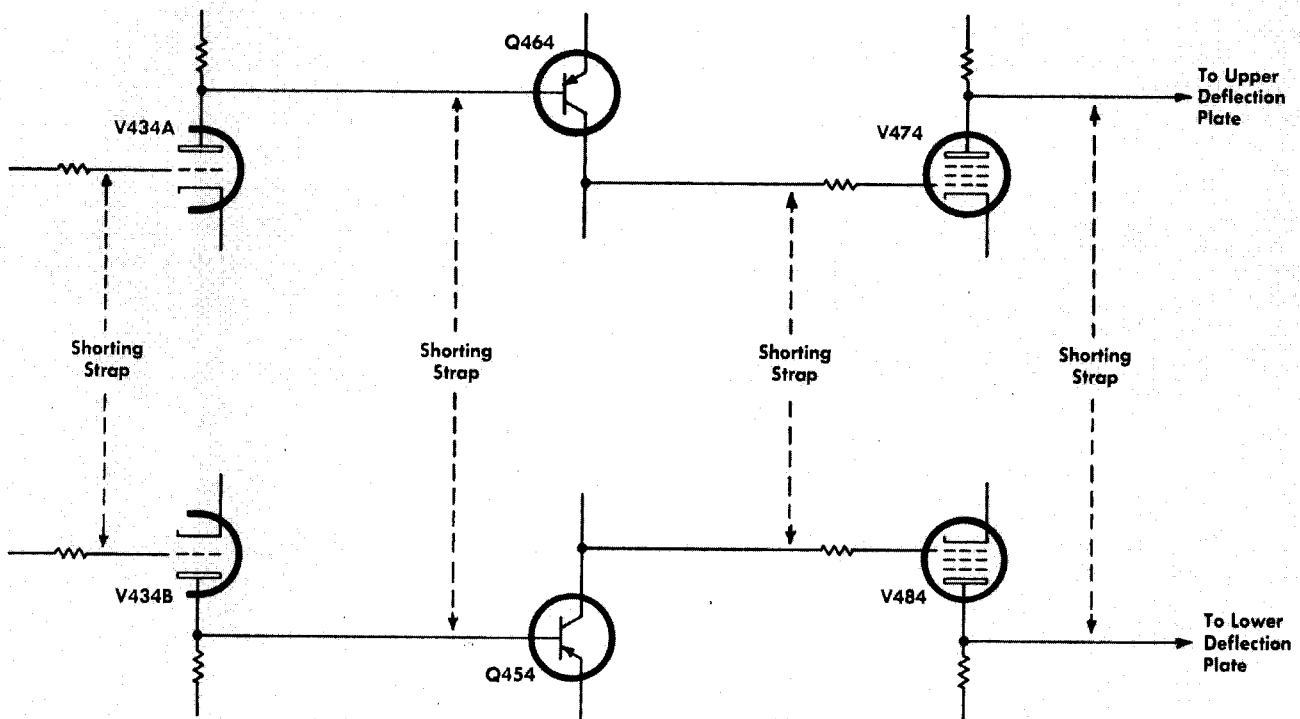 Q464
To Upper
Deflection
Plate
V434A
V474
Shorting
Strap
Shorting
Strap
Shorting
Strap
Shorting
Strap
V434B
V484
To Lower
Deflection
Plate
Q454